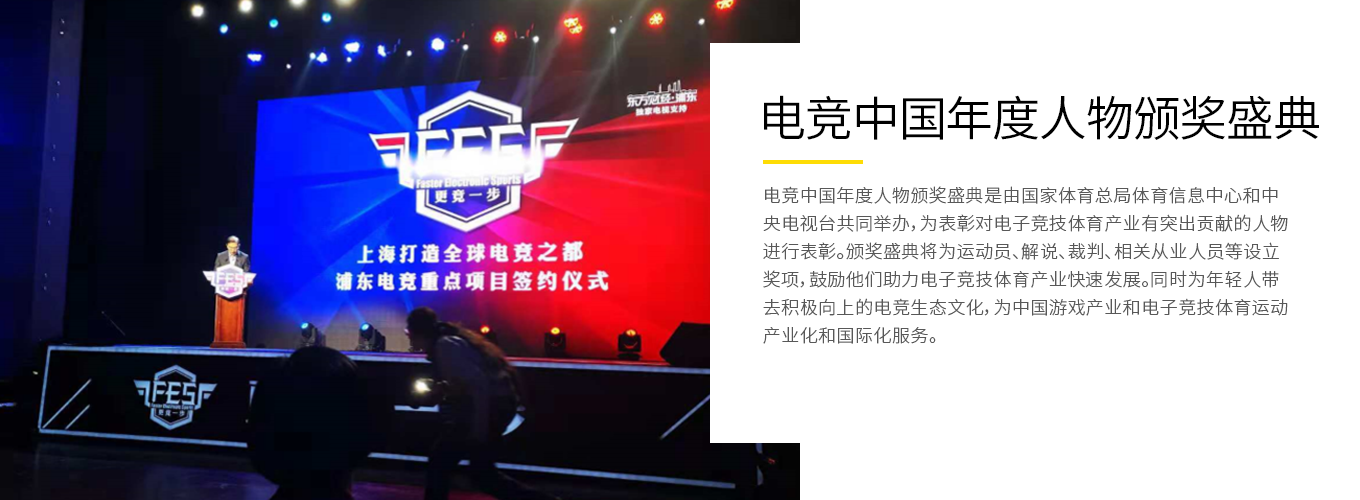 东方财经·浦东
独家电视支持
FES
Faster Electronic Sports
更竞一步
上海打造全球电竞之都
浦东电竞重点项目签约仪式
FES
FES
Faster Electronic Sports
更竞一步
电竞中国年度人物颁奖盛典
电竞中国年度人物颁奖盛典是由国家体育总局体育信息中心和中
央电视台共同举办，为表彰对电子竞技体育产业有突出贡献的人物
进行表彰。颁奖盛典将为运动员、解说、裁判、相关从业人员等设立
奖项，鼓励他们助力电子竞技体育产业快速发展。同时为年轻人带
去积极向上的电竞生态文化，为中国游戏产业和电子竞技体育运动
产业化和国际化服务。